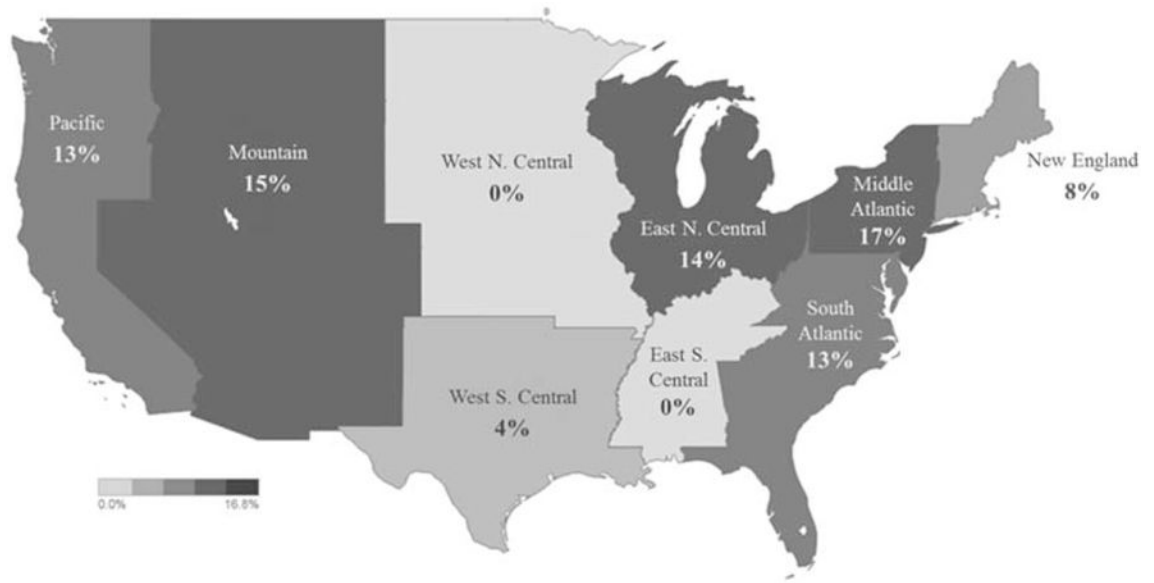 Pacific
13%
Mountain
15%
West N. Central
0%
East N. Central
14%
Middle
Atlantic
17%
New England
8%
South
Atlantic
13%
East S.
Central
0%
West S. Central
4%
0.0% 16.8%